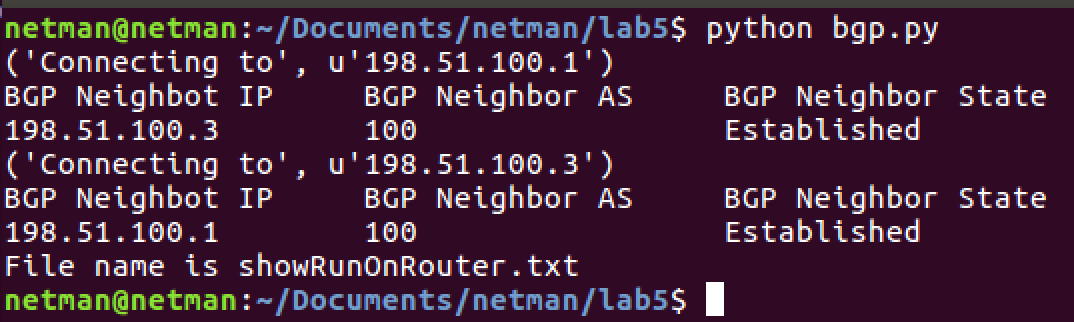 netman@netman:~/Documents/netman/lab5$ python bgp.py
('Connecting to', u'198.51.100.1')
BGP Neighbot IP     BGP Neighbor AS     BGP Neighbor State
198.51.100.3        100                 Established
('Connecting to', u'198.51.100.3')
BGP Neighbot IP     BGP Neighbor AS     BGP Neighbor State
198.51.100.1        100                 Established
File name is showRunOnRouter.txt
netman@netman:~/Documents/netman/lab5$